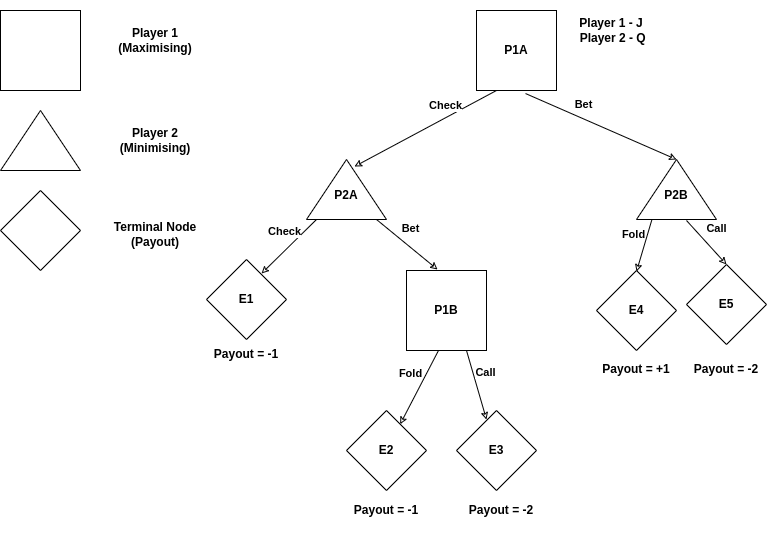 Player 1
(Maximising)
Player 2
(Minimising)
Terminal Node
(Payout)
P1A
Player 1 - J
Player 2 - Q
Check
Bet
P2A
P2B
Check
Bet
Fold
Call
E1
P1B
E4
E5
Payout = -1
Payout = +1
Payout = -2
Fold
Call
E2
E3
Payout = -1
Payout = -2